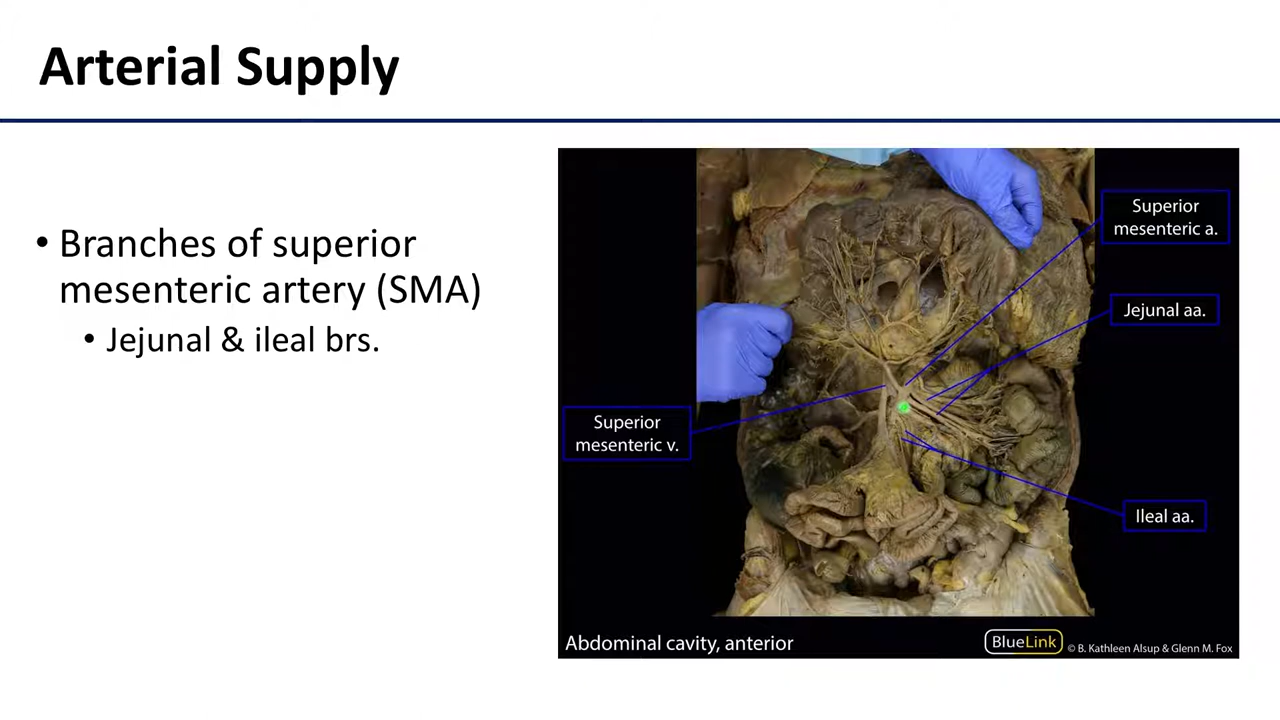 Arterial Supply
• Branches of superior
mesenteric artery (SMA)
• Jejunal & ileal brs.
Superior
mesenteric a.
Jejunal aa.
Superior
mesenteric v.
Ileal aa.
Abdominal cavity, anterior
BlueLink © B. Kathleen Alsup & Glenn M. Fox